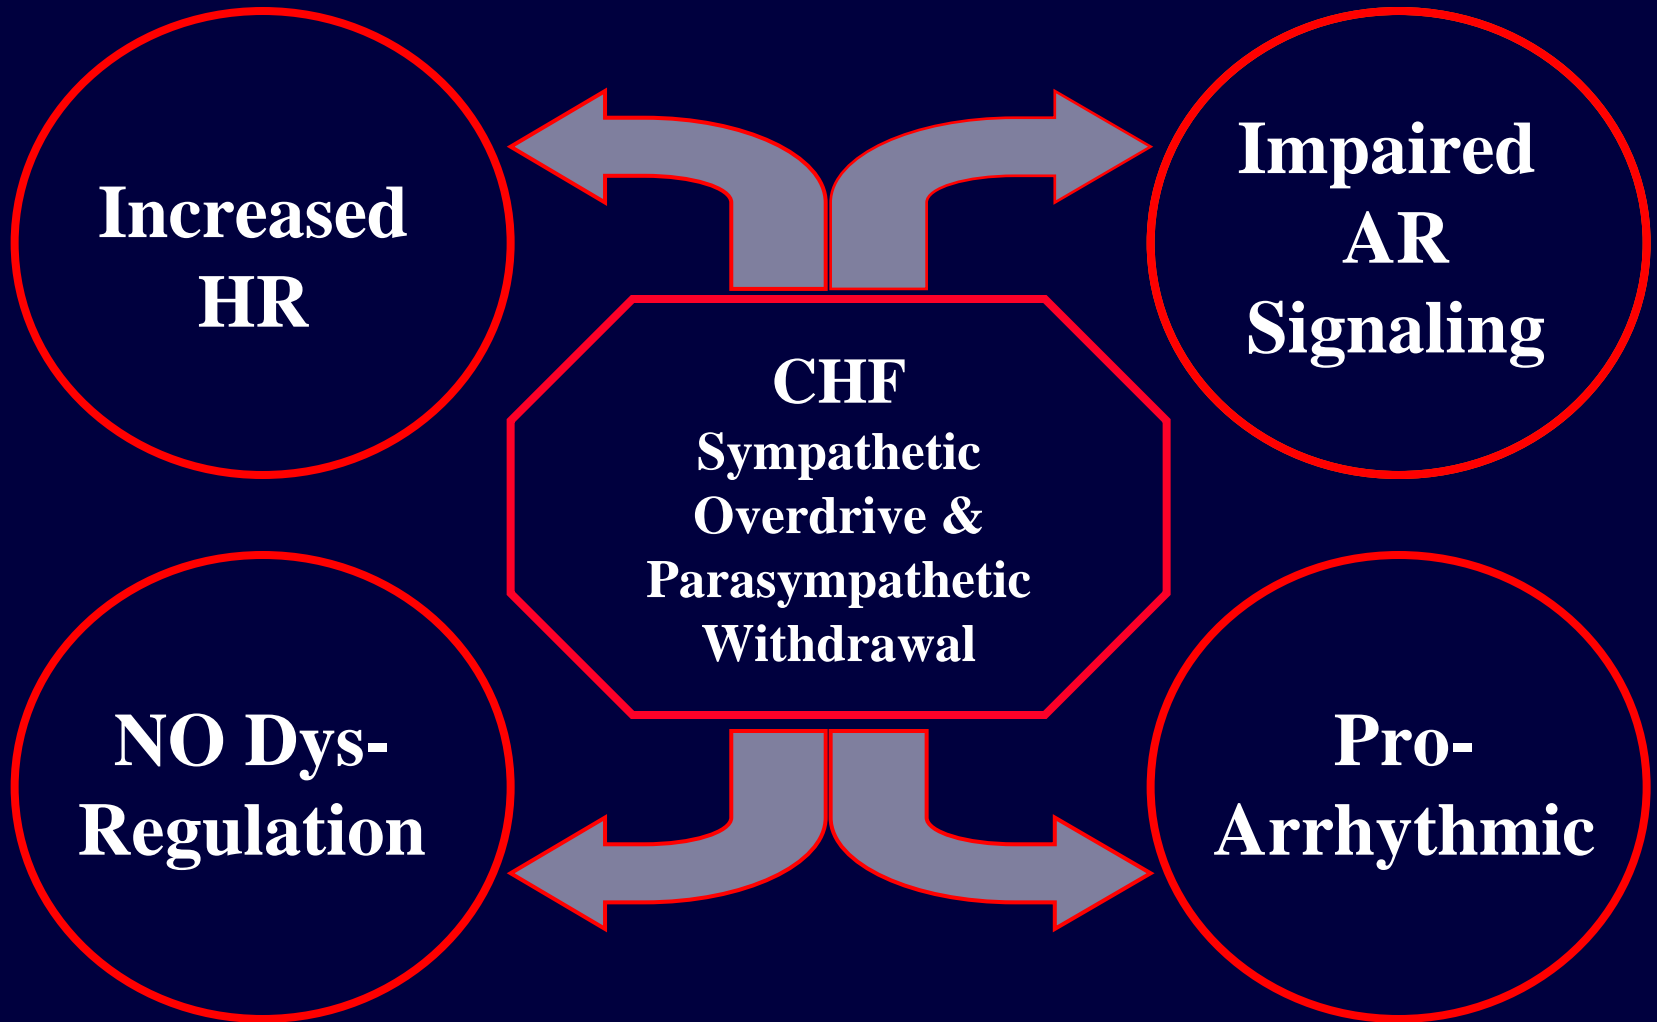 Increased
HR
Impaired
AR
Signaling
CHF
Sympathetic
Overdrive &
Parasympathetic
Withdrawal
NO Dys-
Regulation
Pro-
Arrhythmic